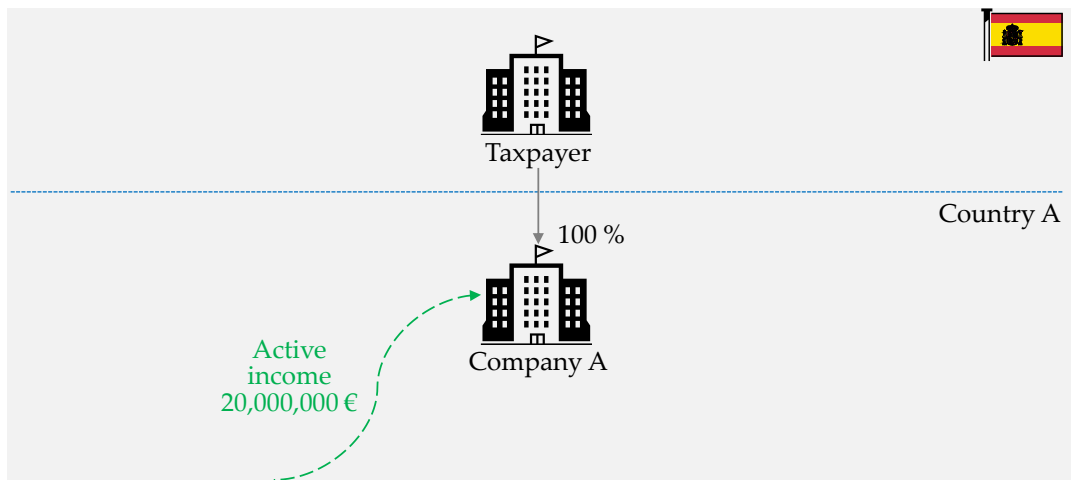 Taxpayer
Country A
100 %
Company A
Active
income
20,000,000 €